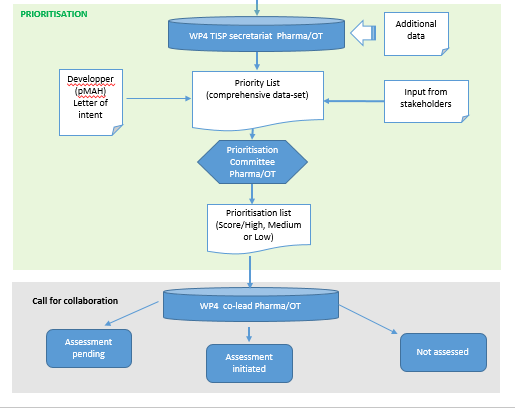 PRIORITISATION
WP4 TISP secretariat Pharma/OT
Additional
data
Developper
(pMAH)
Letter of
intent
Priority List
(comprehensive data-set)
Input from
stakeholders
Prioritisation
Committee
Pharma/OT
Prioritisation list
(Score/High, Medium
or Low)
Call for collaboration
WP4 co-lead Pharma/OT
Assessment
pending
Assessment
initiated
Not assessed